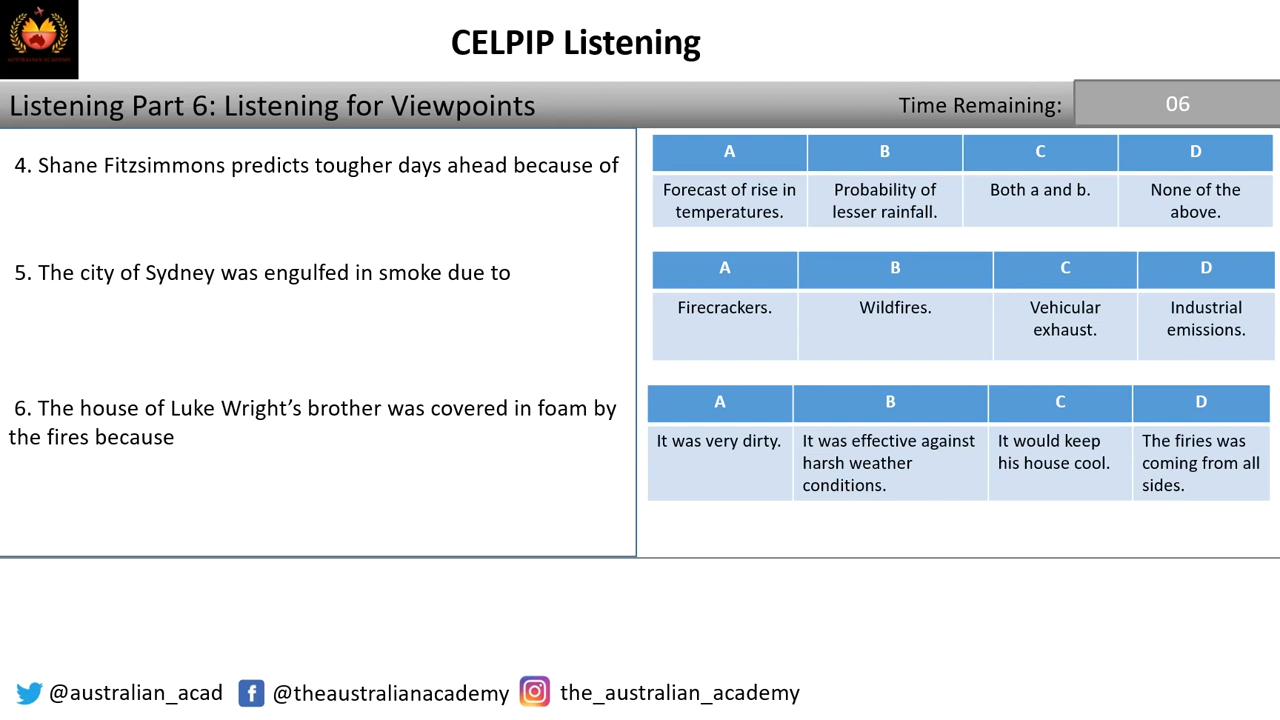 AUSTRALIAN ACADEMY
CELPIP Listening
Listening Part 6: Listening for Viewpoints
Time Remaining:
06
4. Shane Fitzsimmons predicts tougher days ahead because of
A
B
C
D
Forecast of rise in
temperatures.
Probability of
lesser rainfall.
Both a and b.
None of the
above.
5. The city of Sydney was engulfed in smoke due to
A
B
C
D
Firecrackers.
Wildfires.
Vehicular
exhaust.
Industrial
emissions.
6. The house of Luke Wright’s brother was covered in foam by
the fires because
A
B
C
D
It was very dirty.
It was effective against
harsh weather
conditions.
It would keep
his house cool.
The firies was
coming from all
sides.
@australian_acad
@theaustralianacademy
the_australian_academy